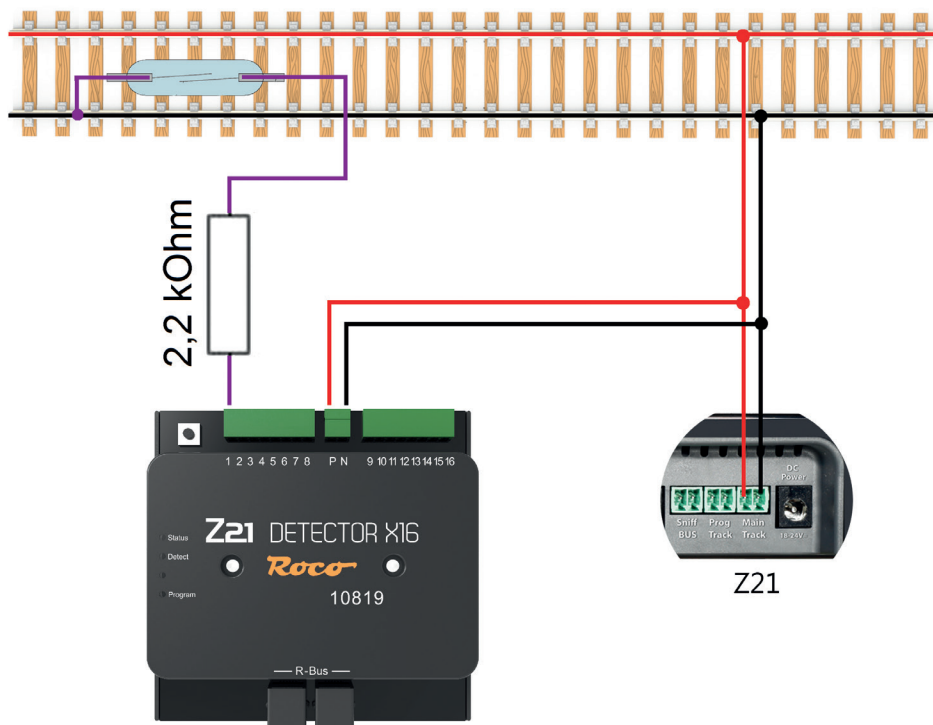 2,2 kOhm
1 2 3 4 5 6 7 8 P N 9 10 11 12 13 14 15 16
Status
Detect
Program
Z21 DETECTOR X16
Roco
10819
R-Bus
DC
Power
Sniff
BUS
Prog
Track
Main
Track
18-24V
Z21